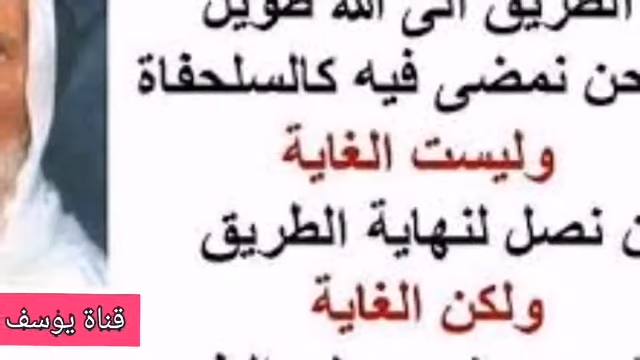 الطريق الى الله طويل
نمضى فيه كالسلحفاة
وليست الغاية
نصل لنهاية الطريق
ولكن الغاية
قناة يوسف